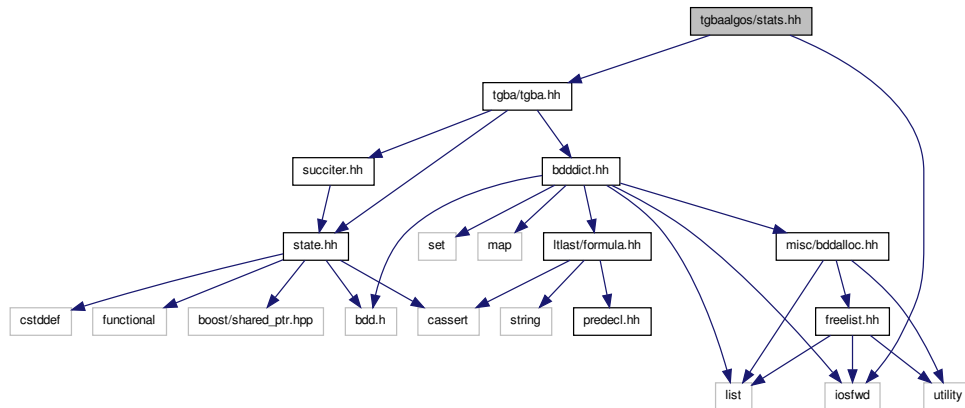 tgbaalgos/stats.hh
tgba/tgba.hh
succiter.hh
bdddict.hh
state.hh
set
map
ltlast/formula.hh
misc/bddalloc.hh
cstddef
functional
boost/shared_ptr.hpp
bdd.h
cassert
string
predecl.hh
freelist.hh
list
iosfwd
utility